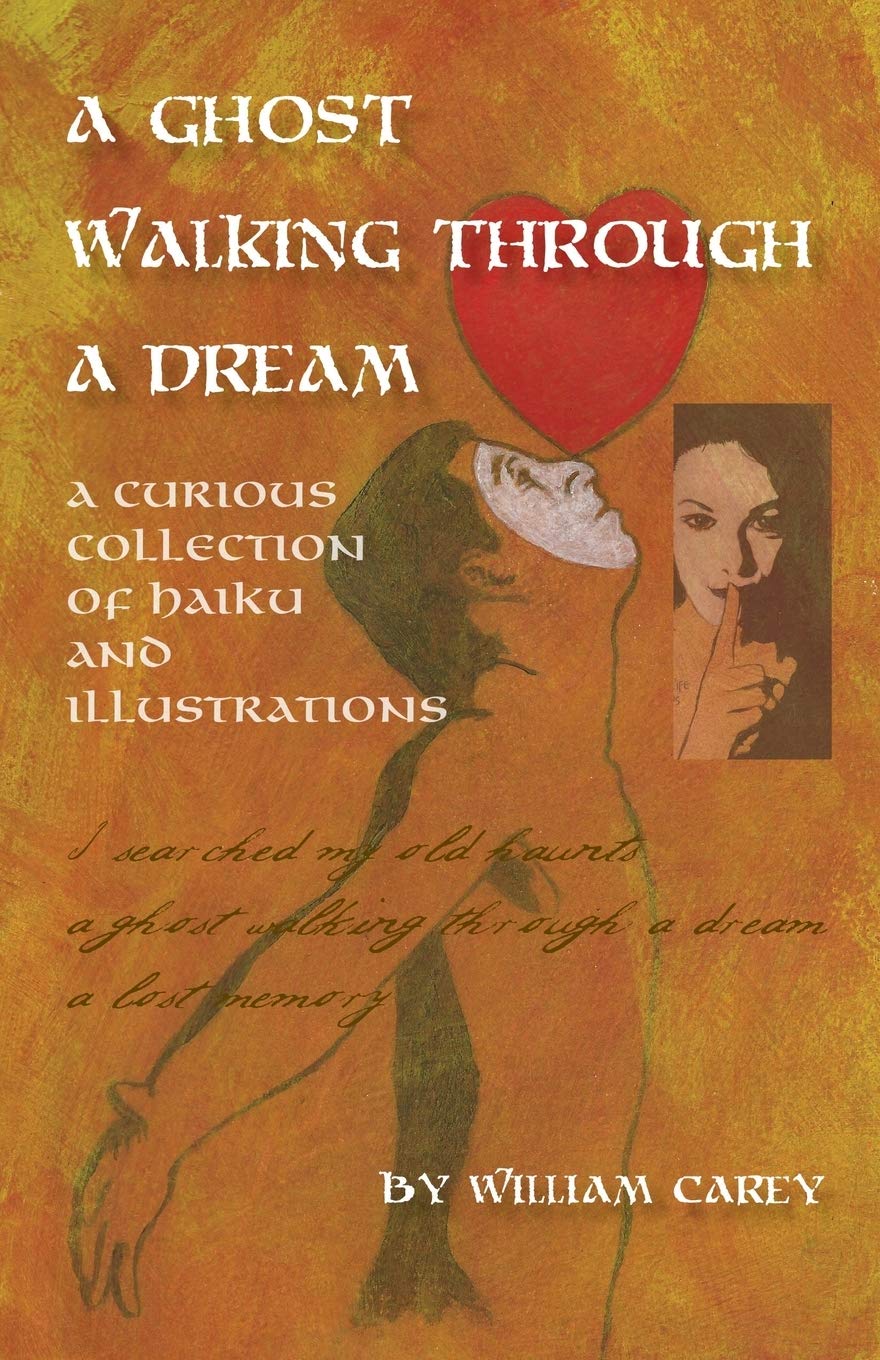 A GHOST
WALKING THROUGH
A DREAM
A CURIOUS
COLLECTION
OF HAIKU
AND
ILLUSTRATIONS
I searched my old haunts
a ghost walking through a dream
a lost memory
BY WILLIAM CAREY